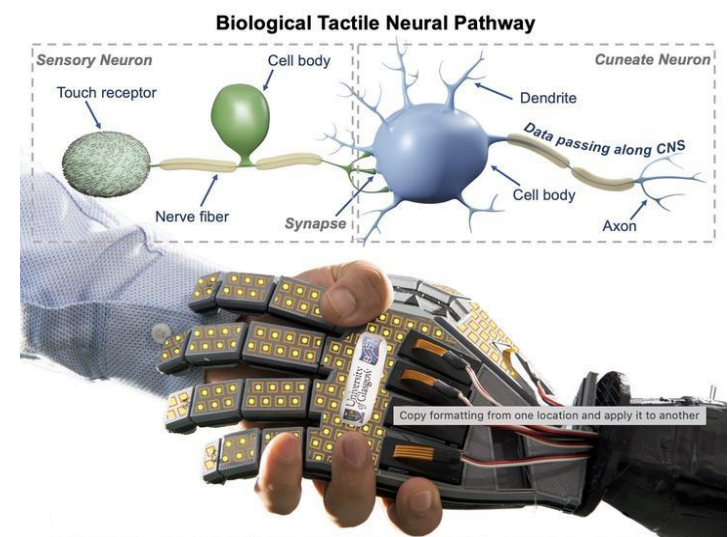 Biological Tactile Neural Pathway
Sensory Neuron
Cell body
Touch receptor
Nerve fiber
Synapse
Cuneate Neuron
Dendrite
Data passing along CNS
Cell body
Axon
University
of Glasgow
Copy formatting from one location and apply it to another